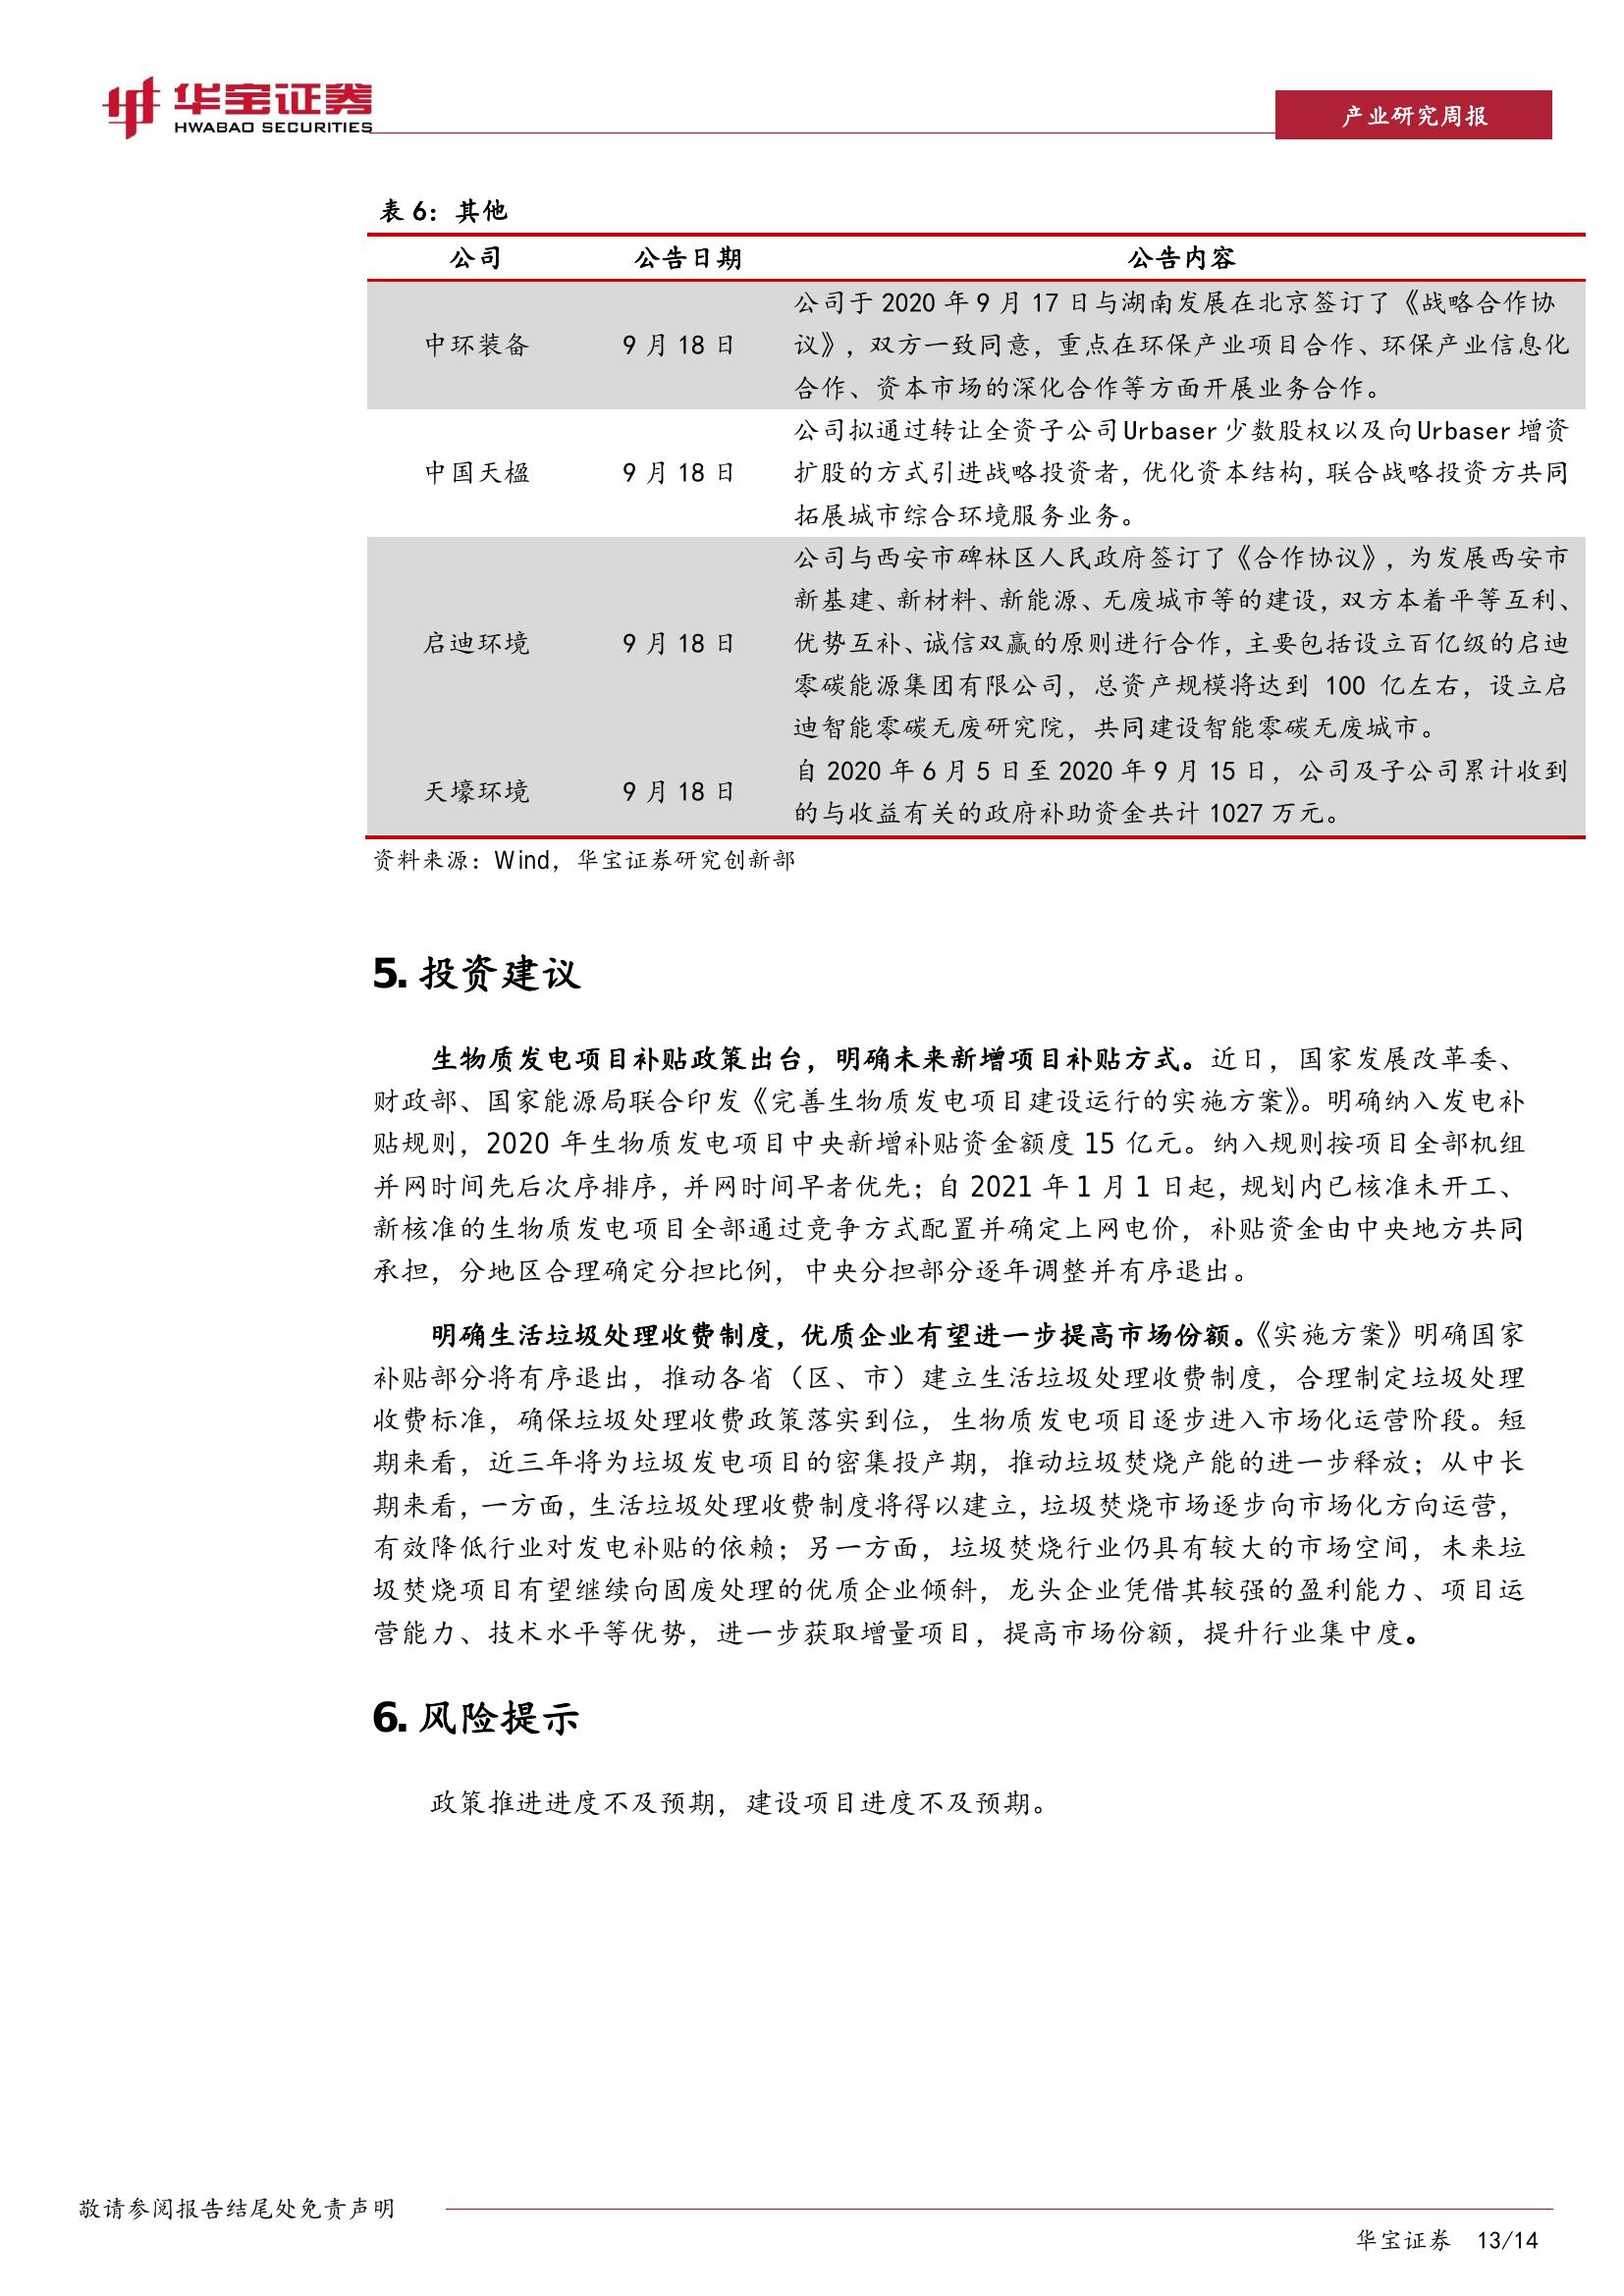 华宝证券
HWABAO SECURITIES
产业研究周报
表 6：其他
公司 公告日期 公告内容
公司于 2020 年 9 月 17 日与湖南发展在北京签订了《战略合作协
中环装备 9 月 18 日 议》，双方一致同意，重点在环保产业项目合作、环保产业信息化
合作、资本市场的深化合作等方面开展业务合作。
公司拟通过转让全资子公司 Urbaser 少数股权以及向 Urbaser 增资
中国天楹 9 月 18 日 扩股的方式引进战略投资者，优化资本结构，联合战略投资方共同
拓展城市综合环境服务业务。
公司与西安市碑林区人民政府签订了《合作协议》，为发展西安市
新基建、新材料、新能源、无废城市等的建设，双方本着平等互利、
启迪环境 9 月 18 日 优势互补、诚信双赢的原则进行合作，主要包括设立百亿级的启迪
零碳能源集团有限公司，总资产规模将达到 100 亿左右，设立启
迪智能零碳无废研究院，共同建设智能零碳无废城市。
自 2020 年 6 月 5 日至 2020 年 9 月 15 日，公司及子公司累计收到
天壕环境 9 月 18 日
的与收益有关的政府补助资金共计 1027 万元。
资料来源：Wind，华宝证券研究创新部
5. 投资建议
生物质发电项目补贴政策出台，明确未来新增项目补贴方式。近日，国家发展改革委、
财政部、国家能源局联合印发《完善生物质发电项目建设运行的实施方案》。明确纳入发电补
贴规则，2020 年生物质发电项目中央新增补贴资金额度 15 亿元。纳入规则按项目全部机组
并网时间先后次序排序，并网时间早者优先；自 2021 年 1 月 1 日起，规划内已核准未开工、
新核准的生物质发电项目全部通过竞争方式配置并确定上网电价，补贴资金由中央地方共同
承担，分地区合理确定分担比例，中央分担部分逐年调整并有序退出。
明确生活垃圾处理收费制度，优质企业有望进一步提高市场份额。《实施方案》明确国家
补贴部分将有序退出，推动各省（区、市）建立生活垃圾处理收费制度，合理制定垃圾处理
收费标准，确保垃圾处理收费政策落实到位，生物质发电项目逐步进入市场化运营阶段。短
期来看，近三年将为垃圾发电项目的密集投产期，推动垃圾焚烧产能的进一步释放；从中长
期来看，一方面，生活垃圾处理收费制度将得以建立，垃圾焚烧市场逐步向市场化方向运营，
有效降低行业对发电补贴的依赖；另一方面，垃圾焚烧行业仍具有较大的市场空间，未来垃
圾焚烧项目有望继续向固废处理的优质企业倾斜，龙头企业凭借其较强的盈利能力、项目运
营能力、技术水平等优势，进一步获取增量项目，提高市场份额，提升行业集中度。
6. 风险提示
政策推进进度不及预期，建设项目进度不及预期。
敬请参阅报告结尾处免责声明
华宝证券 13/14